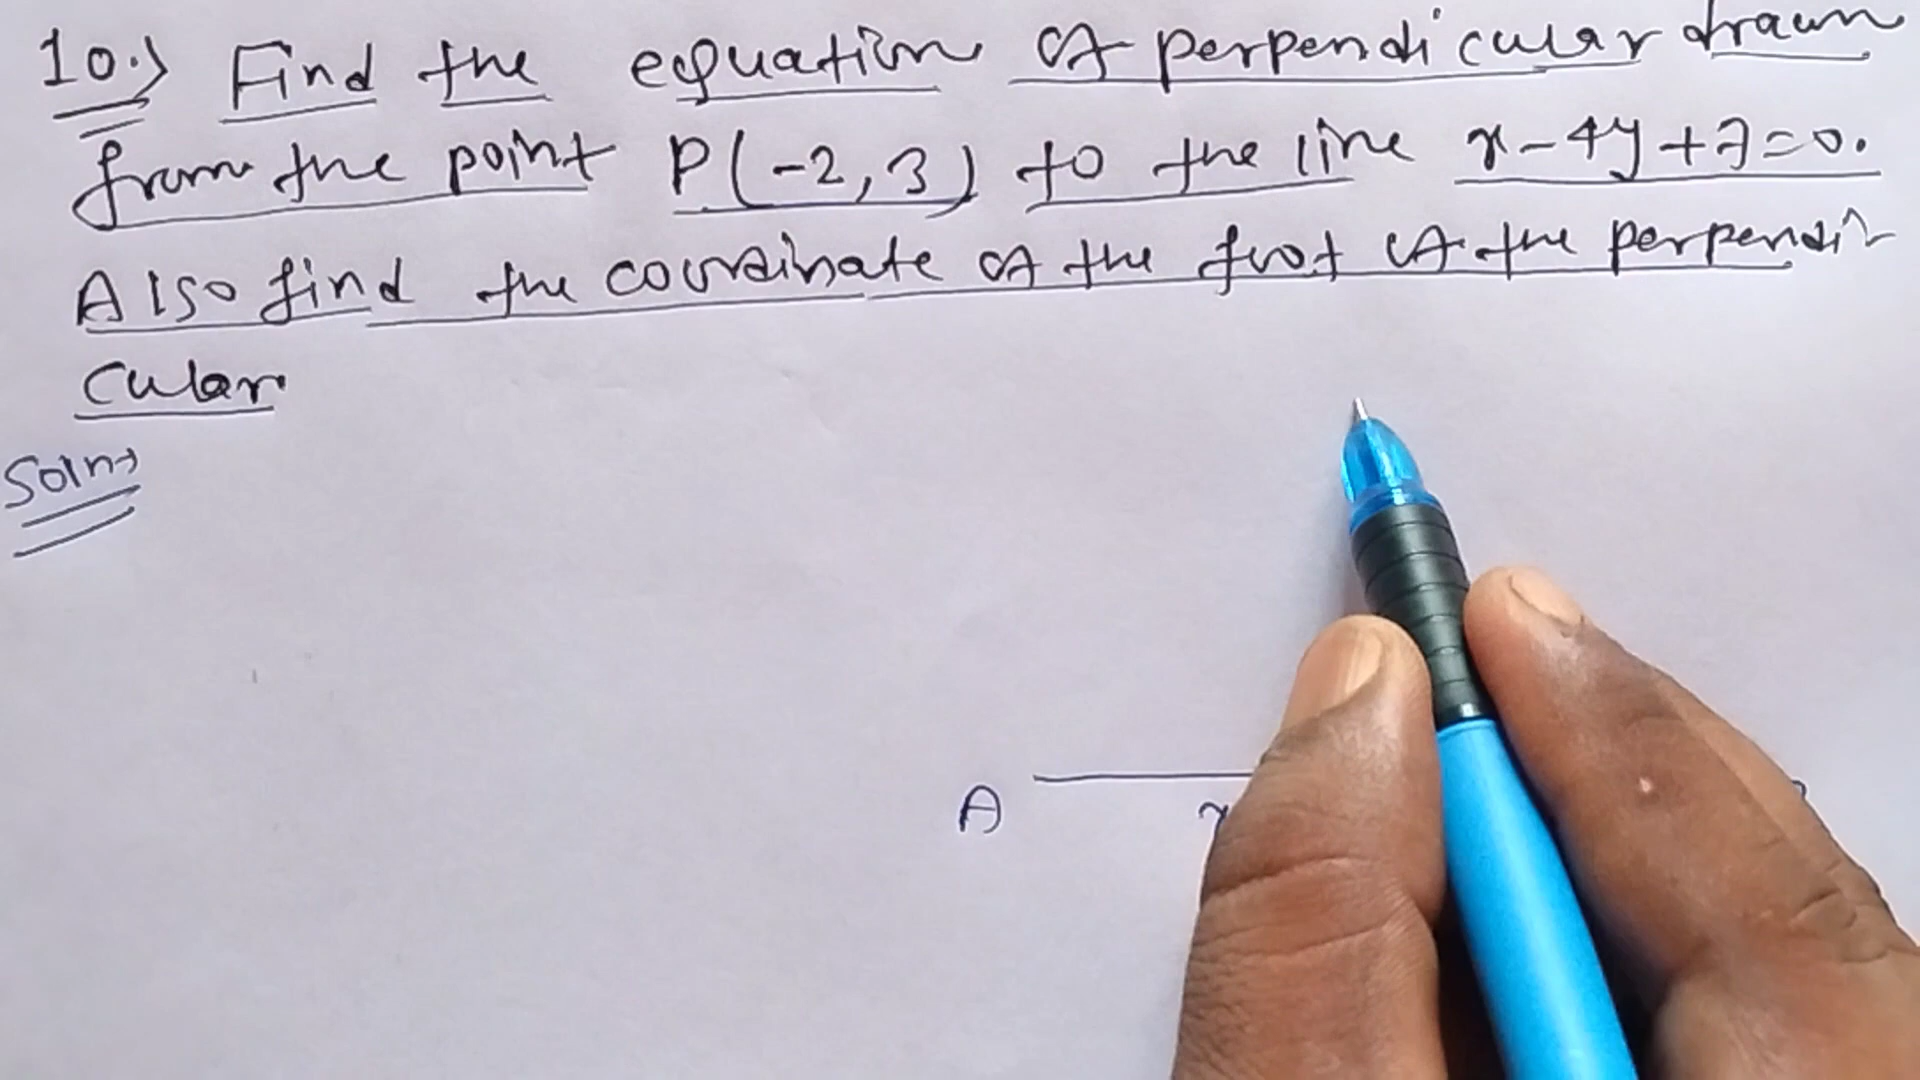 10.) Find the equation of perpendicular drawn
from the point P(-2,3) to the line x-4y+7=0.
Also find the coordinate of the foot of the perpendi
cular
Soln→
A x